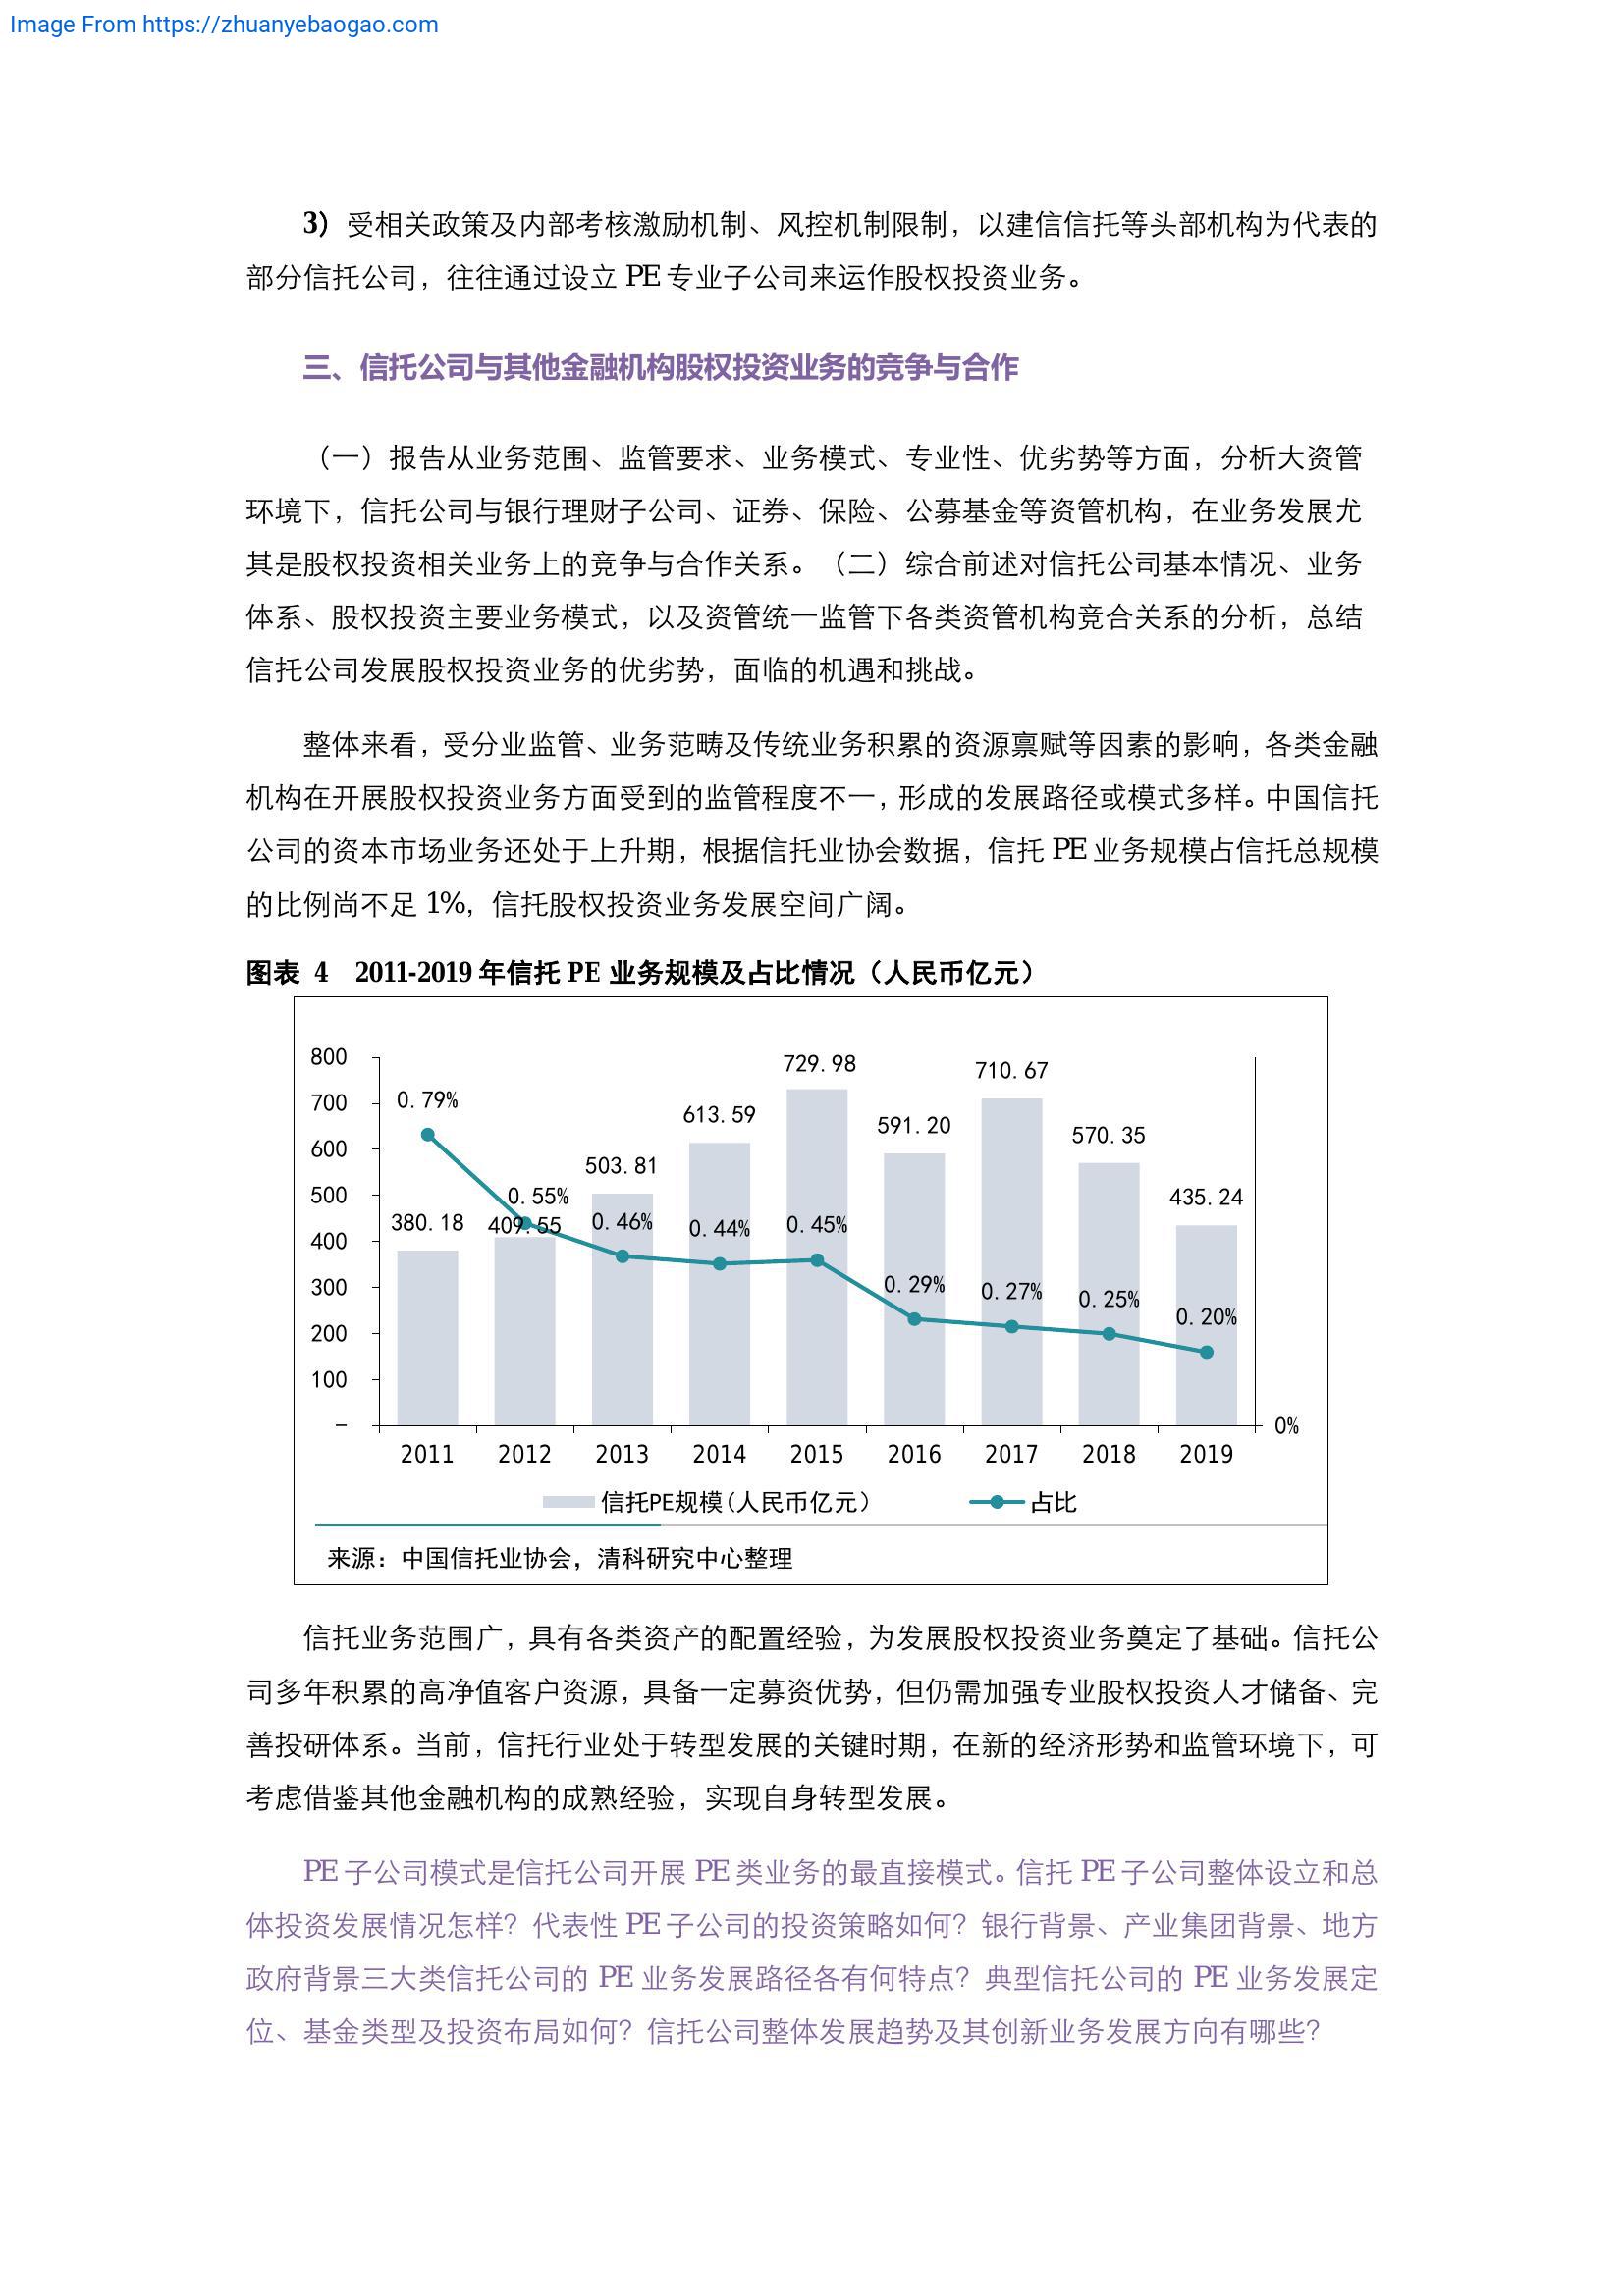 Image From https://zhuanyebaogao.com
3）受相关政策及内部考核激励机制、风控机制限制，以建信信托等头部机构为代表的
部分信托公司，往往通过设立 PE 专业子公司来运作股权投资业务。
三、信托公司与其他金融机构股权投资业务的竞争与合作
（一）报告从业务范围、监管要求、业务模式、专业性、优劣势等方面，分析大资管
环境下，信托公司与银行理财子公司、证券、保险、公募基金等资管机构，在业务发展尤
其是股权投资相关业务上的竞争与合作关系。（二）综合前述对信托公司基本情况、业务
体系、股权投资主要业务模式，以及资管统一监管下各类资管机构竞合关系的分析，总结
信托公司发展股权投资业务的优劣势，面临的机遇和挑战。
整体来看，受分业监管、业务范畴及传统业务积累的资源禀赋等因素的影响，各类金融
机构在开展股权投资业务方面受到的监管程度不一，形成的发展路径或模式多样。中国信托
公司的资本市场业务还处于上升期，根据信托业协会数据，信托 PE 业务规模占信托总规模
的比例尚不足 1%，信托股权投资业务发展空间广阔。
图表 4 2011-2019 年信托 PE 业务规模及占比情况（人民币亿元）
800
700
600
500
400
300
200
100
–
380.18
409.55
503.81
613.59
729.98
591.20
710.67
570.35
435.24
0.79%
0.55%
0.46%
0.44%
0.45%
0.29%
0.27%
0.25%
0.20%
0%
2011 2012 2013 2014 2015 2016 2017 2018 2019
信托PE规模(人民币亿元） 占比
来源：中国信托业协会，清科研究中心整理
信托业务范围广，具有各类资产的配置经验，为发展股权投资业务奠定了基础。信托公
司多年积累的高净值客户资源，具备一定募资优势，但仍需加强专业股权投资人才储备、完
善投研体系。当前，信托行业处于转型发展的关键时期，在新的经济形势和监管环境下，可
考虑借鉴其他金融机构的成熟经验，实现自身转型发展。
PE 子公司模式是信托公司开展 PE 类业务的最直接模式。信托 PE 子公司整体设立和总
体投资发展情况怎样？代表性 PE 子公司的投资策略如何？银行背景、产业集团背景、地方
政府背景三大类信托公司的 PE 业务发展路径各有何特点？典型信托公司的 PE 业务发展定
位、基金类型及投资布局如何？信托公司整体发展趋势及其创新业务发展方向有哪些？